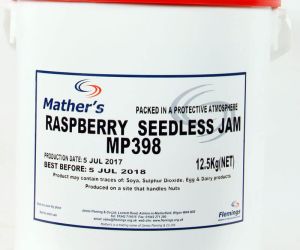 Mather's
PACKED IN A PROTECTIVE ATMOSPHERE
RASPBERRY SEEDLESS JAM
MP398
PRODUCTION DATE: 5 JUL 2017
BEST BEFORE: 5 JUL 2018
12.5Kg(NET)
Product may contain traces of: Soya, Sulphur Dioxide, Egg & Dairy products
Produced on a site that handles nuts
Flemings